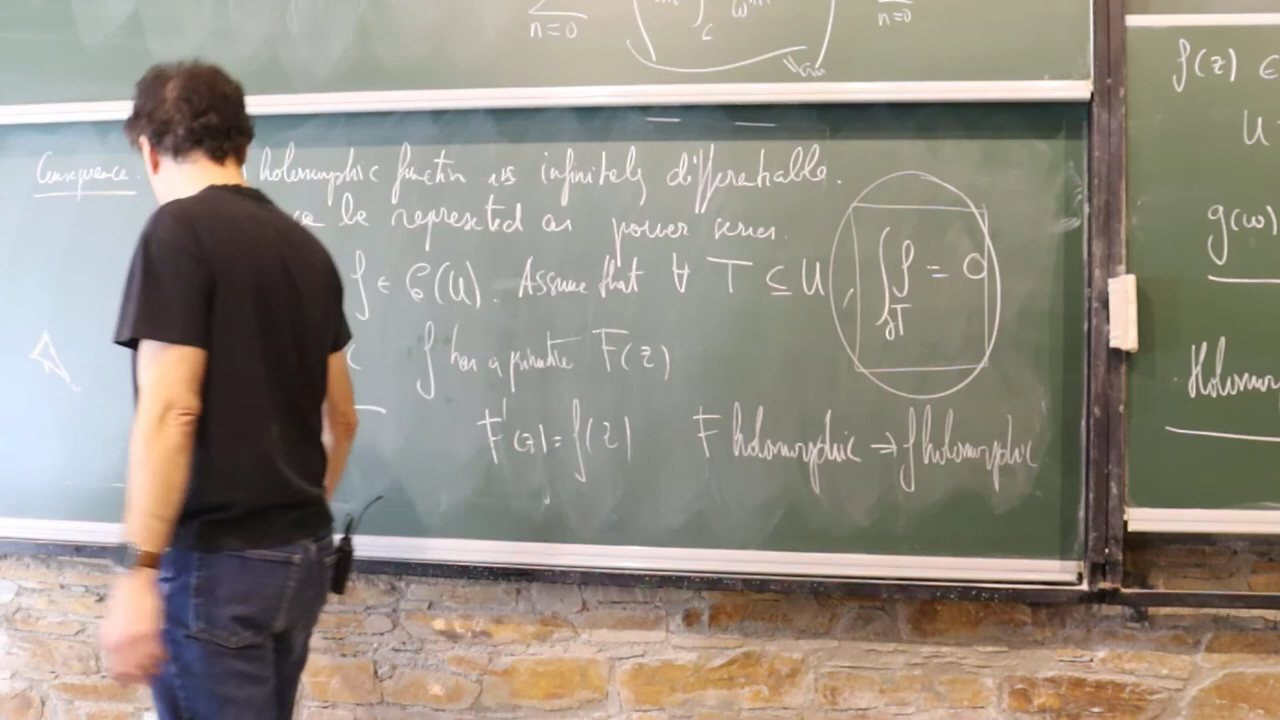 n=0
c
n=0
Consequence. holomorphic function is infinitely differentiable.
be represented as power series.
f ∈ C(U). Assume that ∀ T ⊆ U, ∫∂T f = 0
f has a primitive F(z)
F'(z) = f(z) F holomorphic → f holomorphic
f(z) ∈
U
g(w)
Holomor